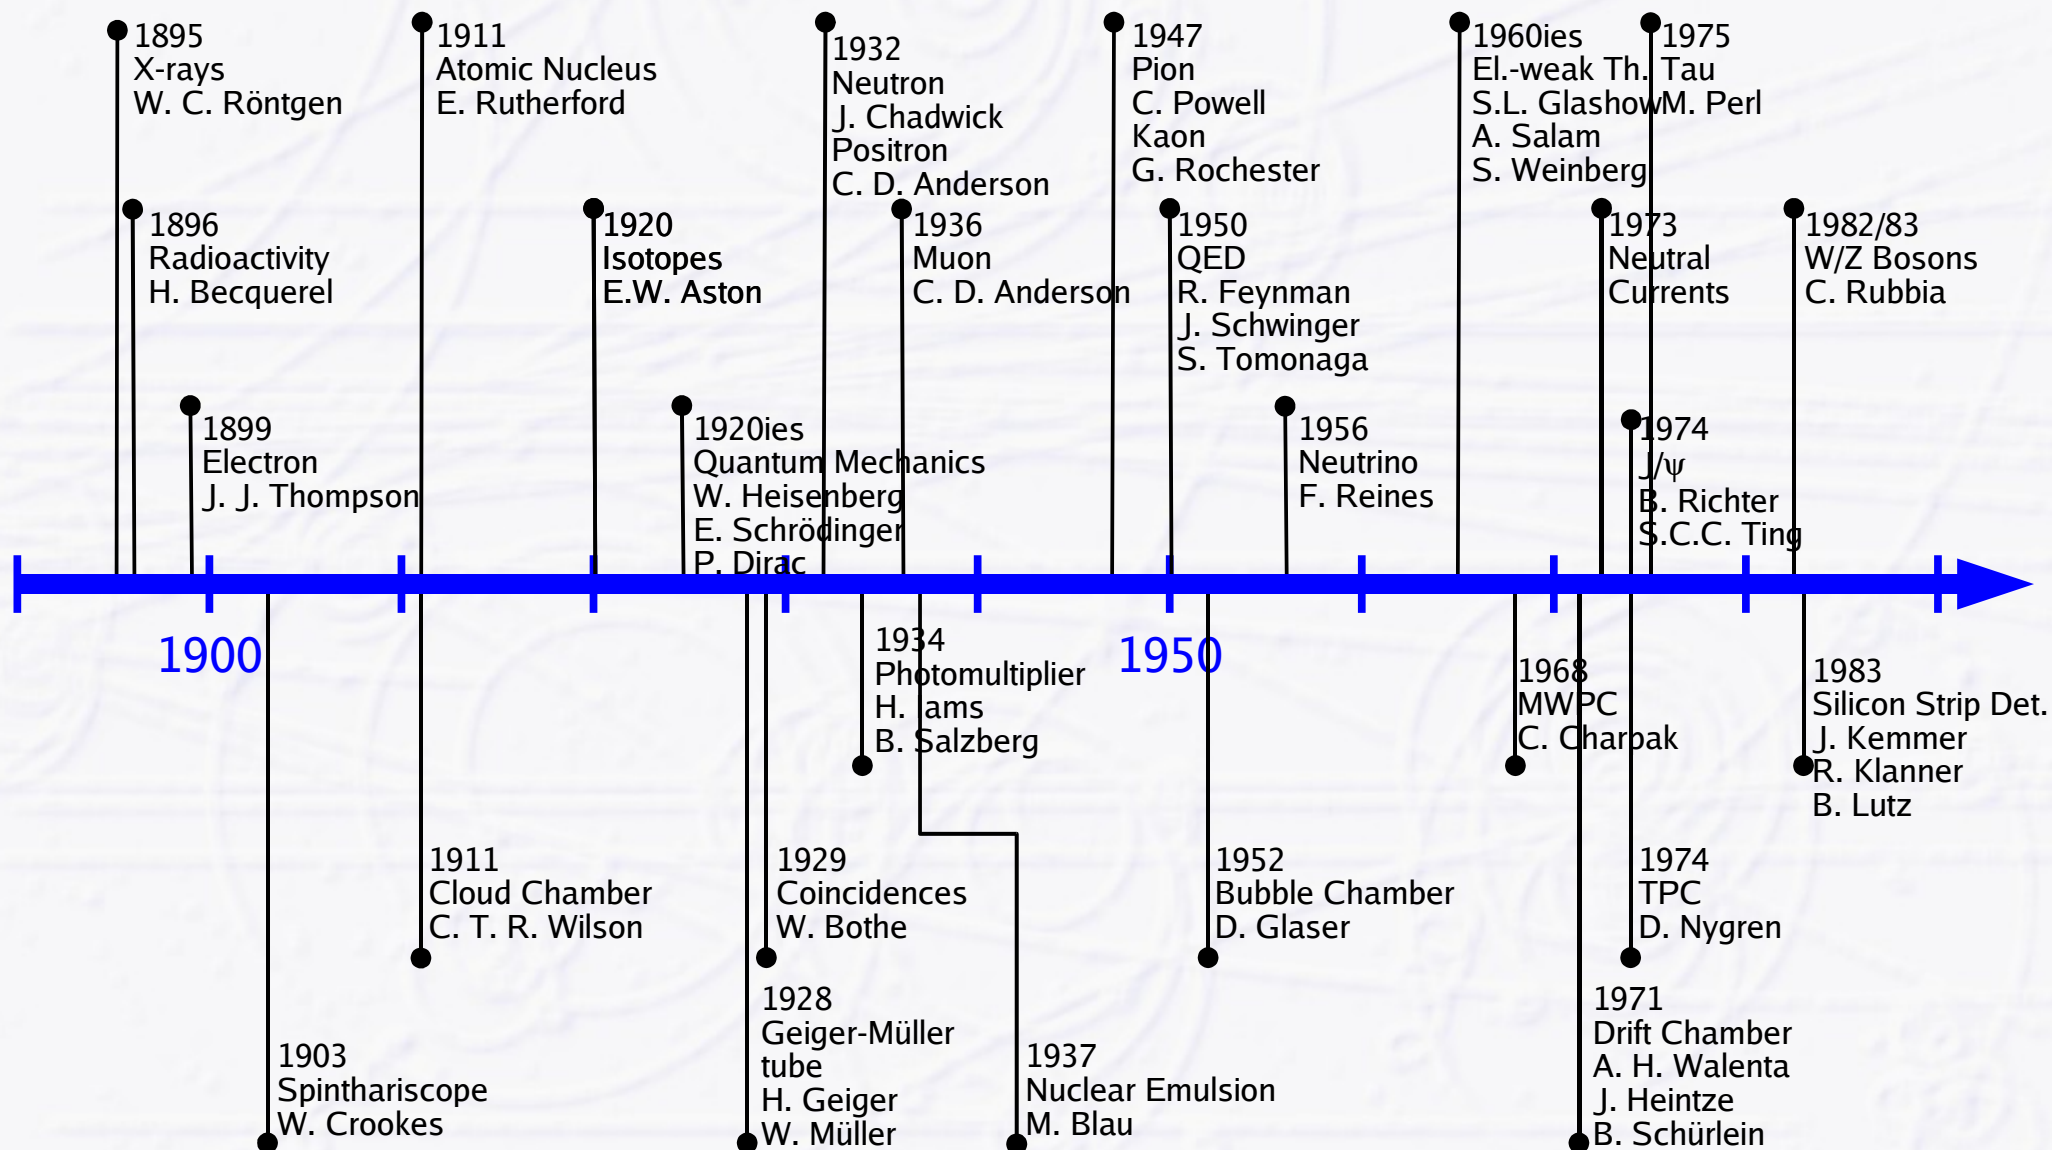 1895
X-rays
W. C. Röntgen
1911
Atomic Nucleus
E. Rutherford
1932
Neutron
J. Chadwick
Positron
C. D. Anderson
1947
Pion
C. Powell
Kaon
G. Rochester
1960ies
El.-weak Th.
S.L. Glashow
A. Salam
S. Weinberg
1975
Tau
M. Perl
1896
Radioactivity
H. Becquerel
1920
Isotopes
E.W. Aston
1936
Muon
C. D. Anderson
1950
QED
R. Feynman
J. Schwinger
S. Tomonaga
1973
Neutral
Currents
1982/83
W/Z Bosons
C. Rubbia
1899
Electron
J. J. Thompson
1920ies
Quantum Mechanics
W. Heisenberg
E. Schrödinger
P. Dirac
1956
Neutrino
F. Reines
1974
J/ψ
B. Richter
S.C.C. Ting
1900
1950
1934
Photomultiplier
H. Iams
B. Salzberg
1968
MWPC
C. Charpak
1983
Silicon Strip Det.
J. Kemmer
R. Klanner
B. Lutz
1911
Cloud Chamber
C. T. R. Wilson
1929
Coincidences
W. Bothe
1952
Bubble Chamber
D. Glaser
1974
TPC
D. Nygren
1903
Spinthariscope
W. Crookes
1928
Geiger-Müller
tube
H. Geiger
W. Müller
1937
Nuclear Emulsion
M. Blau
1971
Drift Chamber
A. H. Walenta
J. Heintze
B. Schürlein